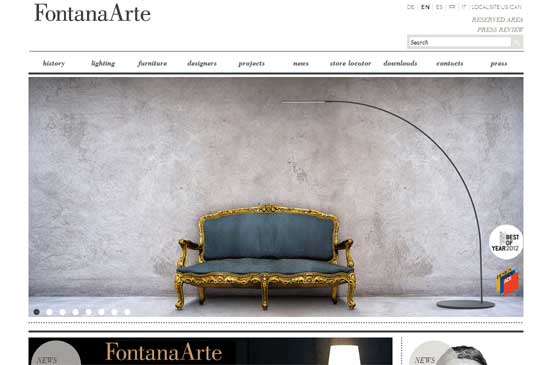 FontanaArte
DE | EN | ES | FR | IT | LOCAL SITE US/CAN
RESERVED AREA
PRESS REVIEW
Search
history lighting furniture designers projects news store locator downloads contacts press
BEST
OF
YEAR 2012
NEWS
FontanaArte
NEWS